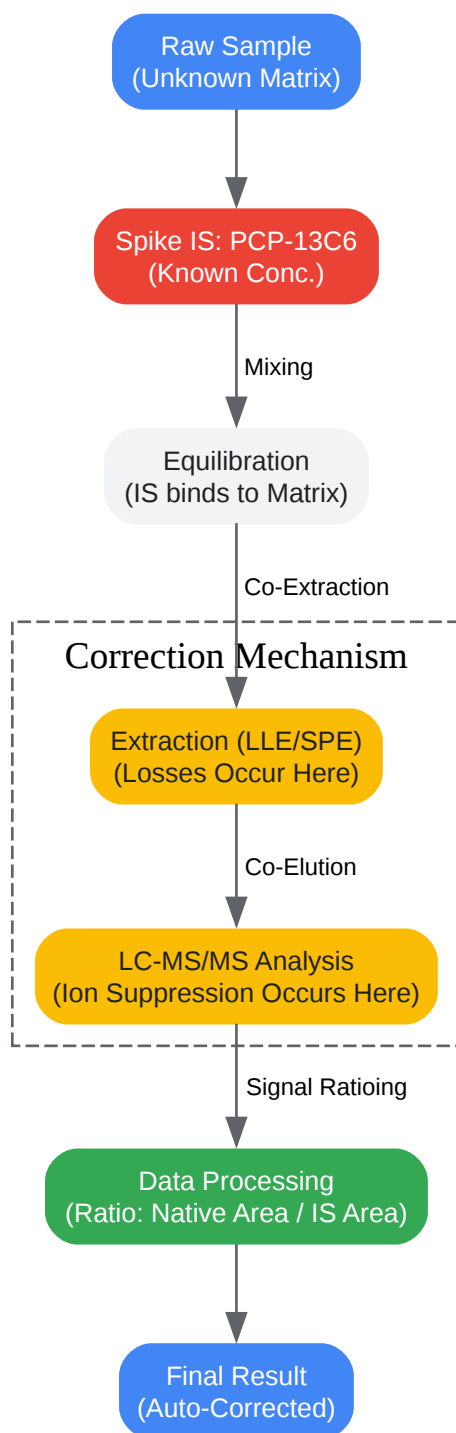 Raw Sample
(Unknown Matrix)
Spike IS: PCP-13C6
(Known Conc.)
Mixing
Equilibration
(IS binds to Matrix)
Co-Extraction
Correction Mechanism
Extraction (LLE/SPE)
(Losses Occur Here)
Co-Elution
LC-MS/MS Analysis
(Ion Suppression Occurs Here)
Signal Ratioing
Data Processing
(Ratio: Native Area / IS Area)
Final Result
(Auto-Corrected)